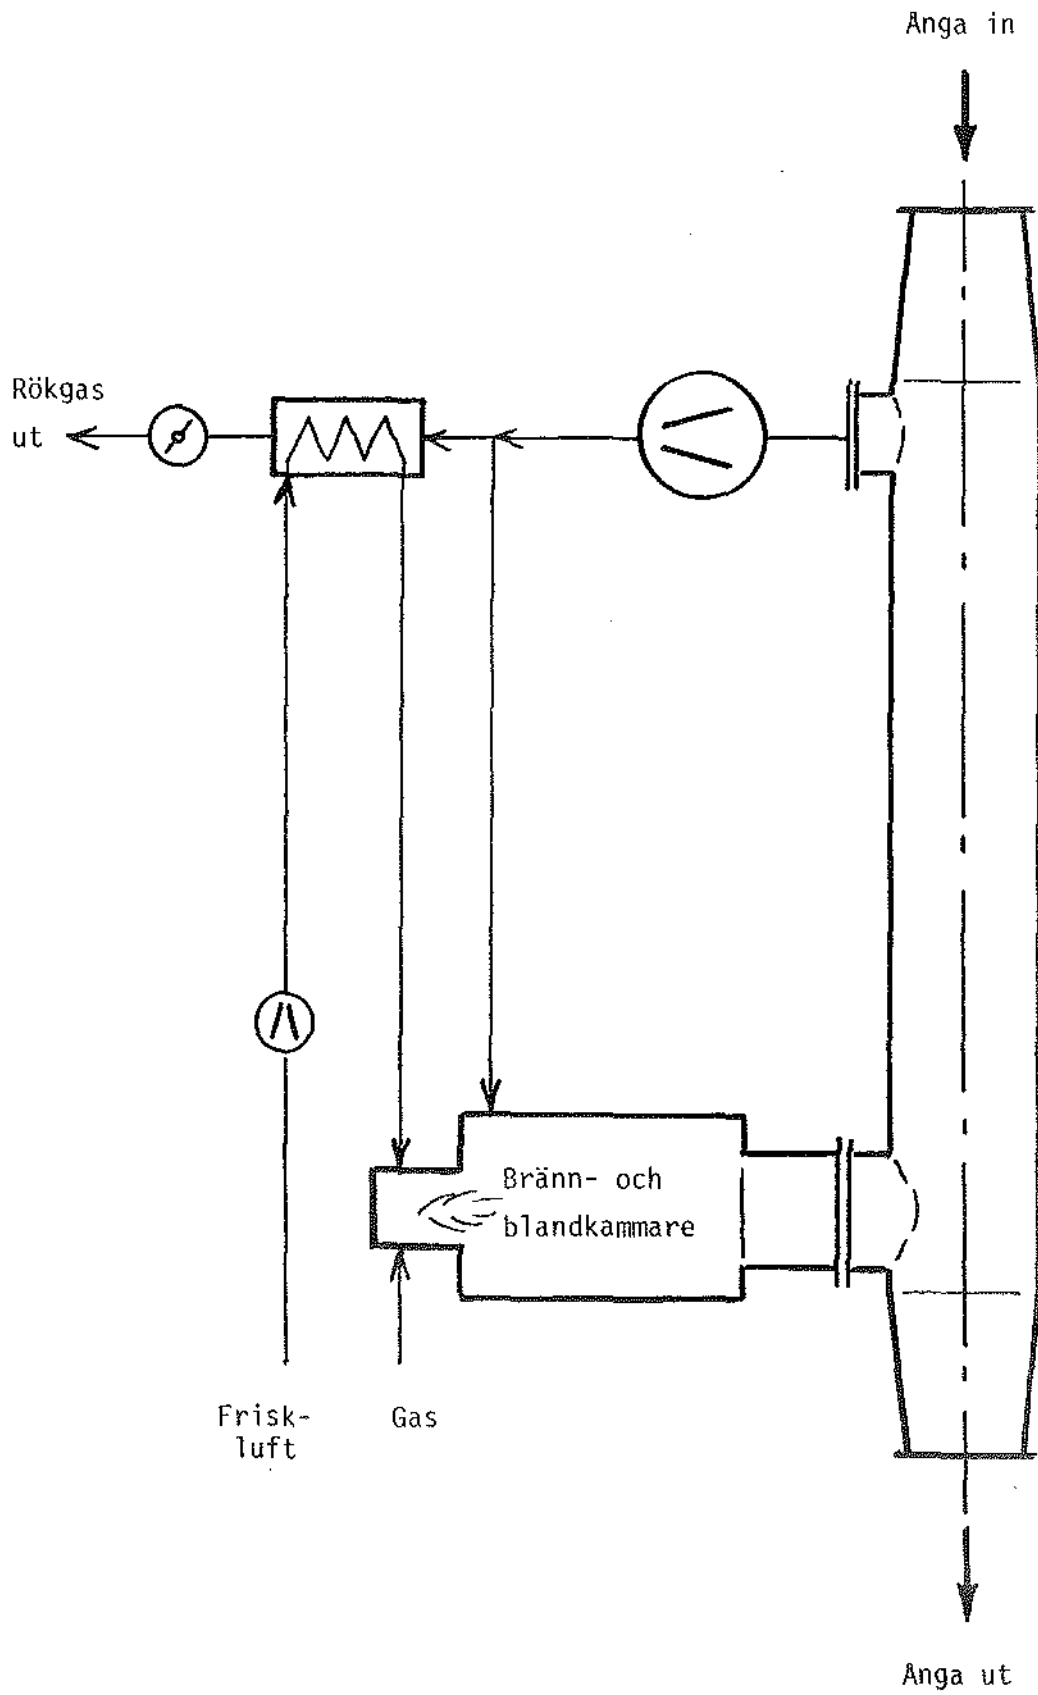 Anga in
Rökgas
ut
Bränn- och
blandkammare
Frisk-
luft
Gas
Anga ut